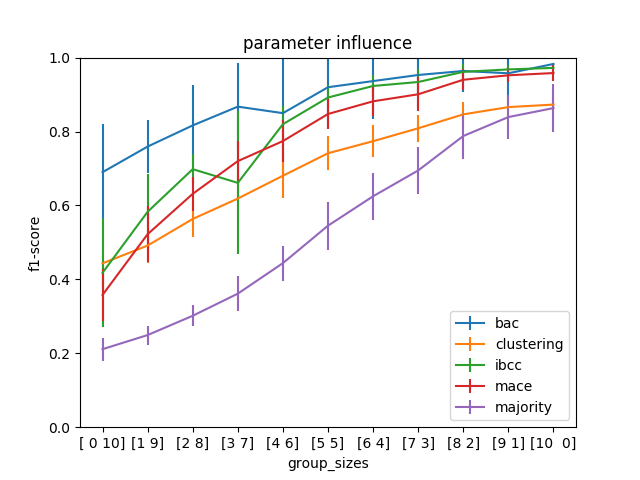 parameter influence
1.0
0.8
0.6
0.4
0.2
0.0
f1-score
bac
clustering
ibcc
mace
majority
[ 0 10] [1 9] [2 8] [3 7] [4 6] [5 5] [6 4] [7 3] [8 2] [9 1] [10  0]
group_sizes